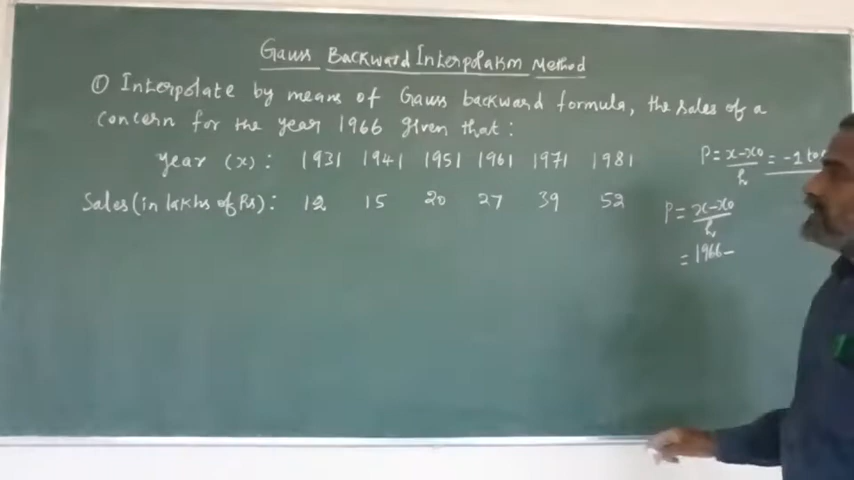 Gauss Backward Interpolation Method
① Interpolate by means of Gauss backward formula, the sales of a
concern for the year 1966 given that :
year (x) : 1931 1941 1951 1961 1971 1981
Sales (in lakhs of Rs) : 12 15 20 27 39 52
P = x-x0/h = -1 to
P = x-x0/h
= 1966 -